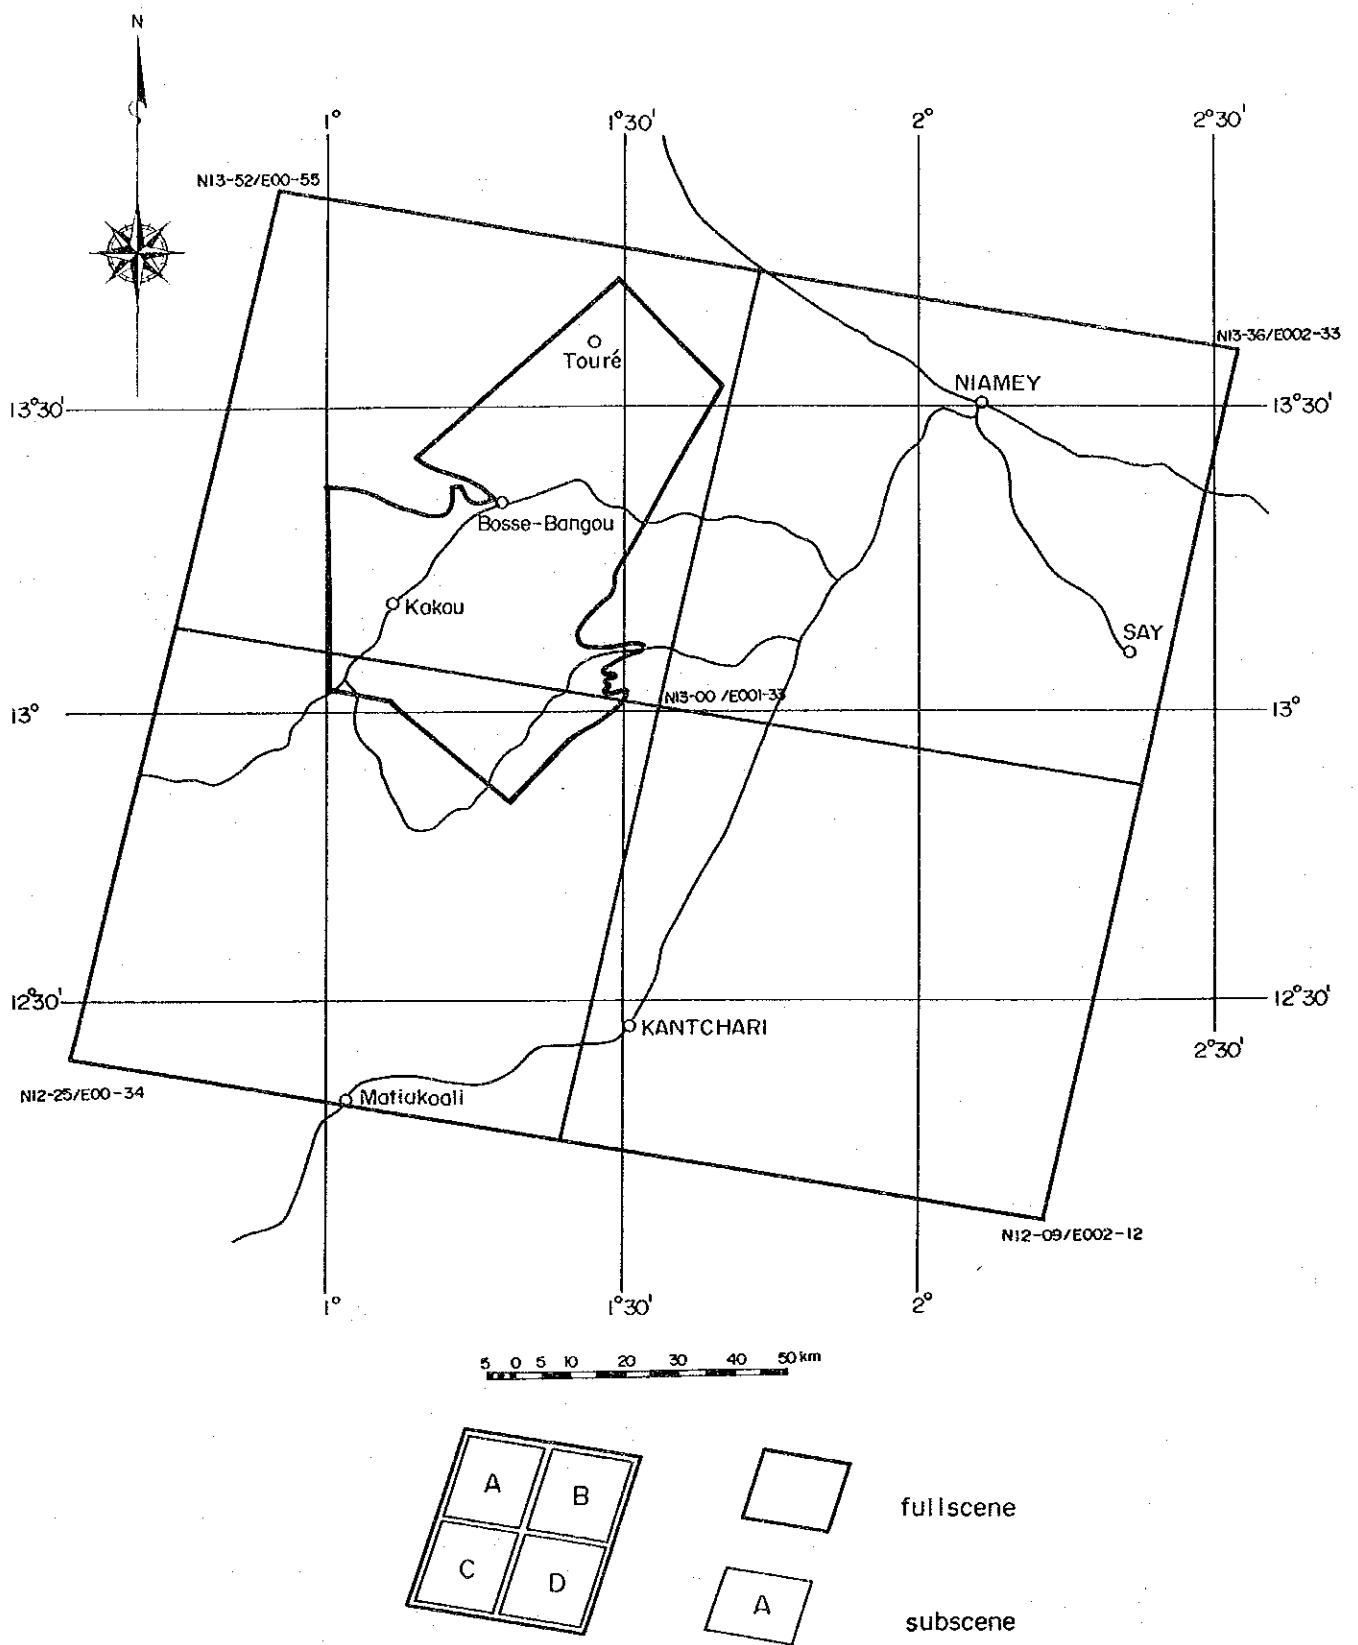 N
1° 1°30' 2° 2°30'
N13-52/E00-55
N13-36/E002-33
Touré
NIAMEY
13°30' 13°30'
Bosse-Bangou
Kokou
SAY
N13-00/E001-33
13° 13°
12°30' 12°30'
KANTCHARI
2°30'
Matiakoali
N12-25/E00-34
N12-09/E002-12
1° 1°30' 2°
5 0 5 10 20 30 40 50 km
A B
C D
fullscene
A
subscene